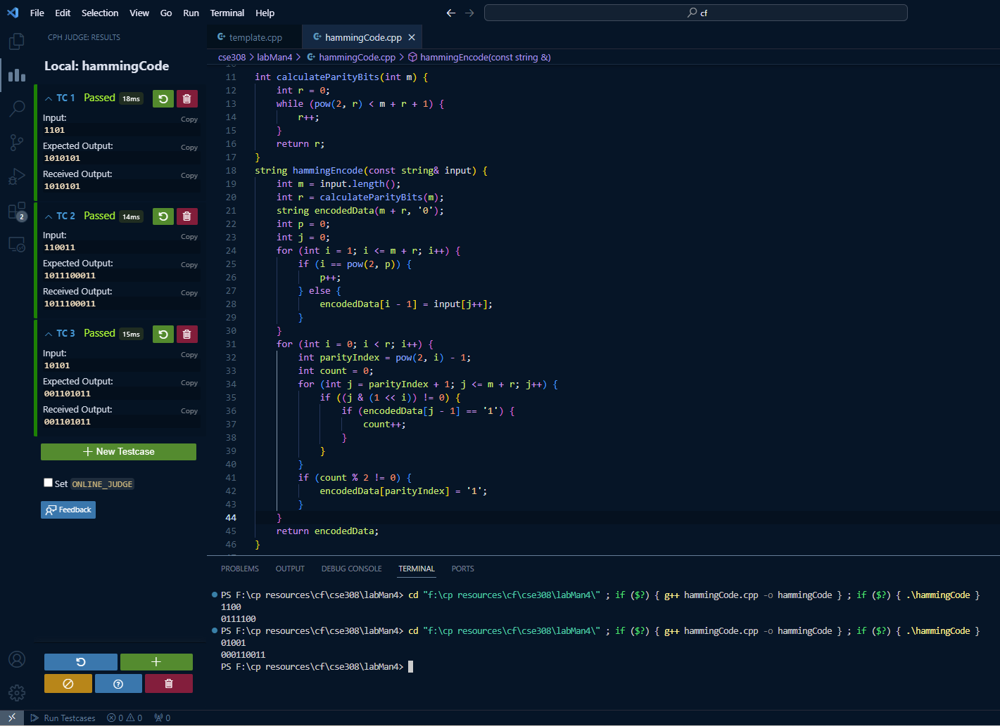 File Edit Selection View Go Run Terminal Help
cf
CPH JUDGE: RESULTS
Local: hammingCode
TC 1 Passed 18ms
Input:
Copy
1101
Expected Output:
Copy
1010101
Received Output:
Copy
1010101
TC 2 Passed 14ms
Input:
Copy
110011
Expected Output:
Copy
1011100011
Received Output:
Copy
1011100011
TC 3 Passed 15ms
Input:
Copy
10101
Expected Output:
Copy
001101011
Received Output:
Copy
001101011
+ New Testcase
Set ONLINE_JUDGE
Feedback
2
template.cpp
hammingCode.cpp
cse308 > labMan4 > hammingCode.cpp > hammingEncode(const string &)
11 int calculateParityBits(int m) {
12 int r = 0;
13 while (pow(2, r) < m + r + 1) {
14 r++;
15 }
16 return r;
17 }
18 string hammingEncode(const string& input) {
19 int m = input.length();
20 int r = calculateParityBits(m);
21 string encodedData(m + r, '0');
22 int p = 0;
23 int j = 0;
24 for (int i = 1; i <= m + r; i++) {
25 if (i == pow(2, p)) {
26 p++;
27 } else {
28 encodedData[i - 1] = input[j++];
29 }
30 }
31 for (int i = 0; i < r; i++) {
32 int parityIndex = pow(2, i) - 1;
33 int count = 0;
34 for (int j = parityIndex + 1; j <= m + r; j++) {
35 if ((j & (1 << i)) != 0) {
36 if (encodedData[j - 1] == '1') {
37 count++;
38 }
39 }
40 }
41 if (count % 2 != 0) {
42 encodedData[parityIndex] = '1';
43 }
44 }
45 return encodedData;
46 }
PROBLEMS OUTPUT DEBUG CONSOLE TERMINAL PORTS
PS F:\cp resources\cf\cse308\labMan4> cd "f:\cp resources\cf\cse308\labMan4\" ; if ($?) { g++ hammingCode.cpp -o hammingCode } ; if ($?) { .\hammingCode }
1100
0111100
PS F:\cp resources\cf\cse308\labMan4> cd "f:\cp resources\cf\cse308\labMan4\" ; if ($?) { g++ hammingCode.cpp -o hammingCode } ; if ($?) { .\hammingCode }
01001
000110011
PS F:\cp resources\cf\cse308\labMan4>
Run Testcases 0 0 0